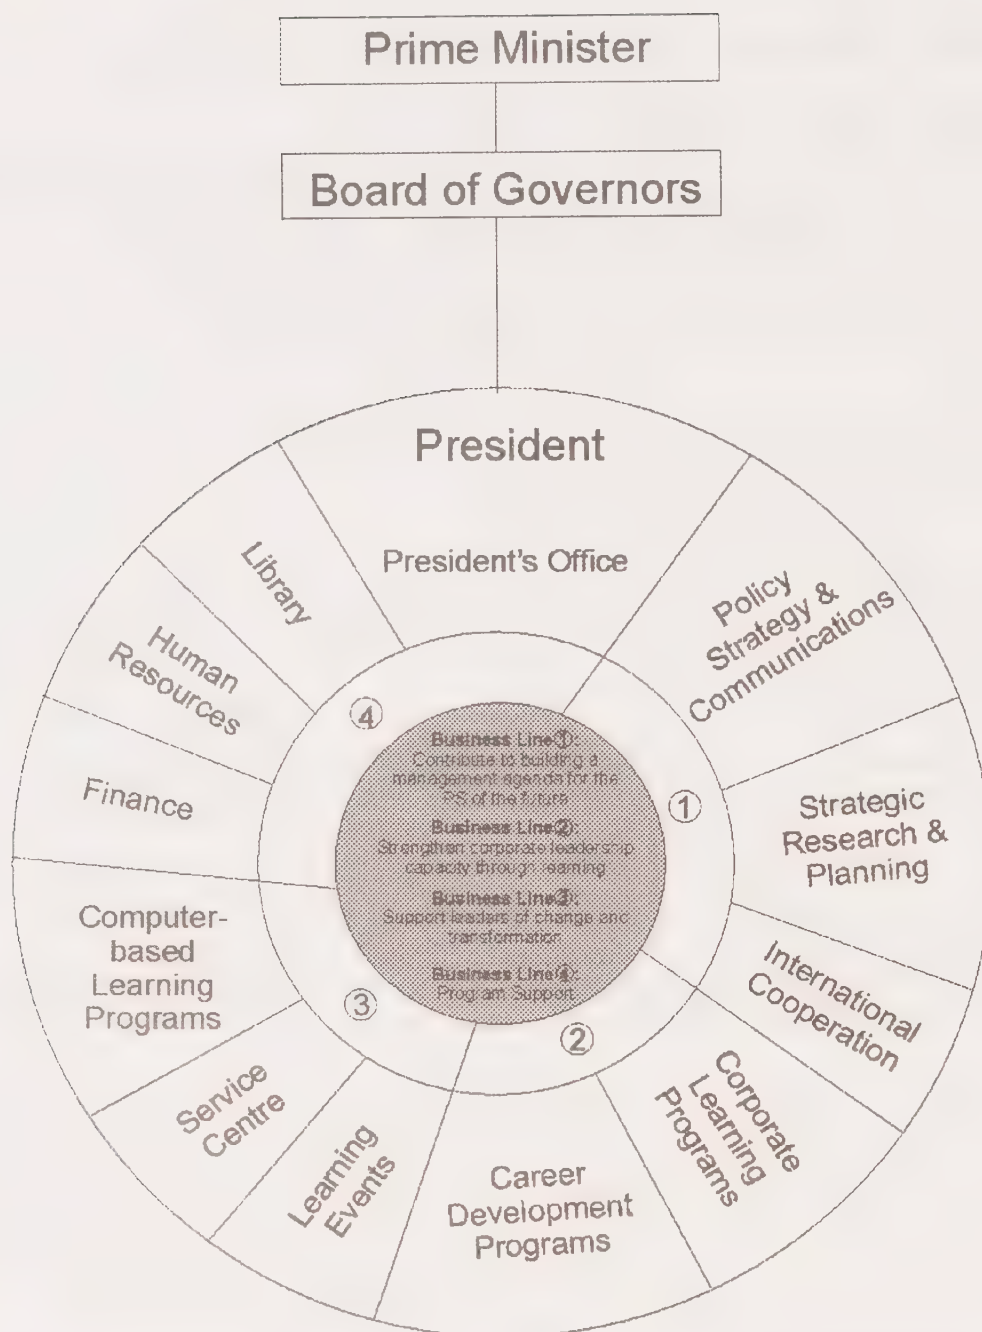 Prime Minister
Board of Governors
President
President's Office
Policy
Strategy &
Communications
Strategic
Research &
Planning
International
Cooperation
Corporate
Learning
Programs
Career
Development
Programs
Learning
Events
Service
Centre
Computer-
based
Learning
Programs
Finance
Human
Resources
Library
④
①
③
②
Business Line①:
Contribute to building a
management agenda for the
PS of the future
Business Line②:
Strengthen corporate leadership
capacity through learning
Business Line③:
Support leaders of change and
transformation
Business Line④:
Program Support